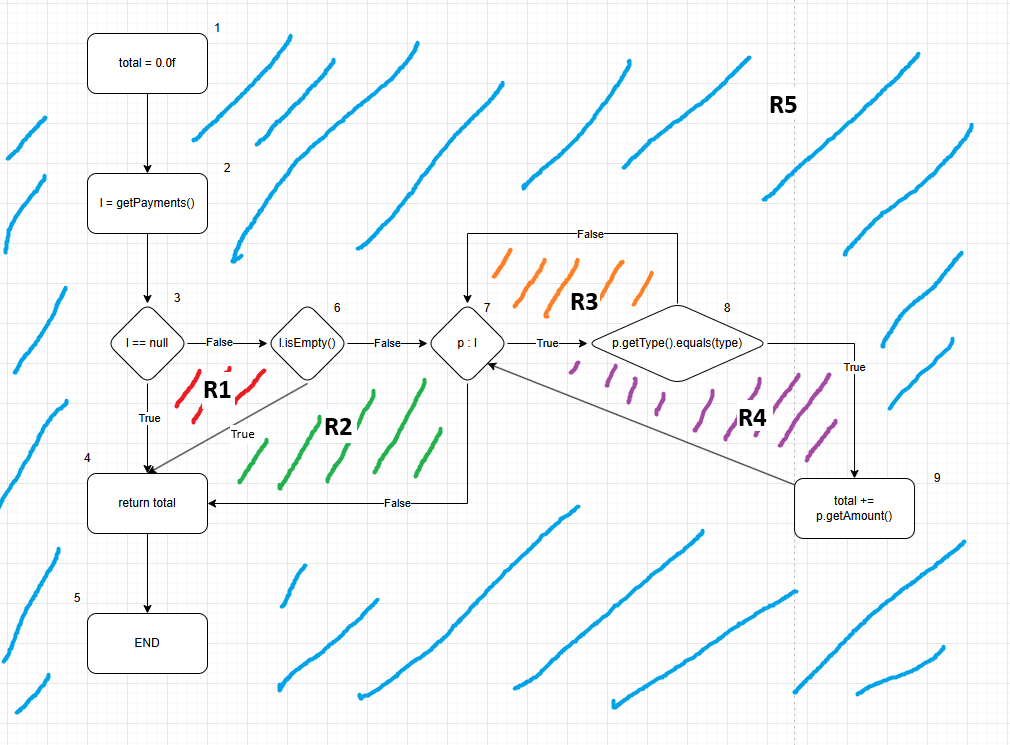 1
total = 0.0f
R5
2
l = getPayments()
False
3
6
7
R3
8
l == null
False
l.isEmpty()
False
p : l
True
p.getType().equals(type)
True
R1
True
R2
True
R4
4
return total
False
9
total +=
p.getAmount()
5
END